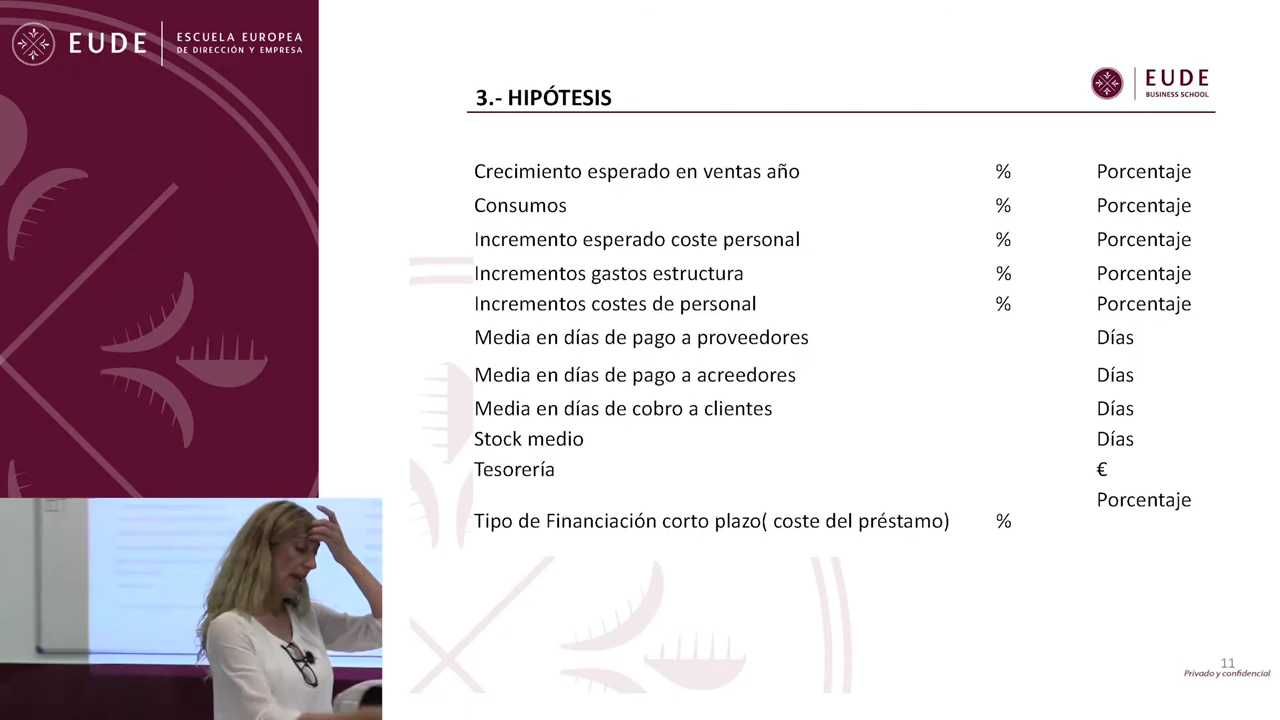 EUDE
ESCUELA EUROPEA
DE DIRECCIÓN Y EMPRESA
3.- HIPÓTESIS
EUDE
BUSINESS SCHOOL
Crecimiento esperado en ventas año % Porcentaje
Consumos % Porcentaje
Incremento esperado coste personal % Porcentaje
Incrementos gastos estructura % Porcentaje
Incrementos costes de personal % Porcentaje
Media en días de pago a proveedores Días
Media en días de pago a acreedores Días
Media en días de cobro a clientes Días
Stock medio Días
Tesorería €
Porcentaje
Tipo de Financiación corto plazo( coste del préstamo) %
11
Privado y confidencial